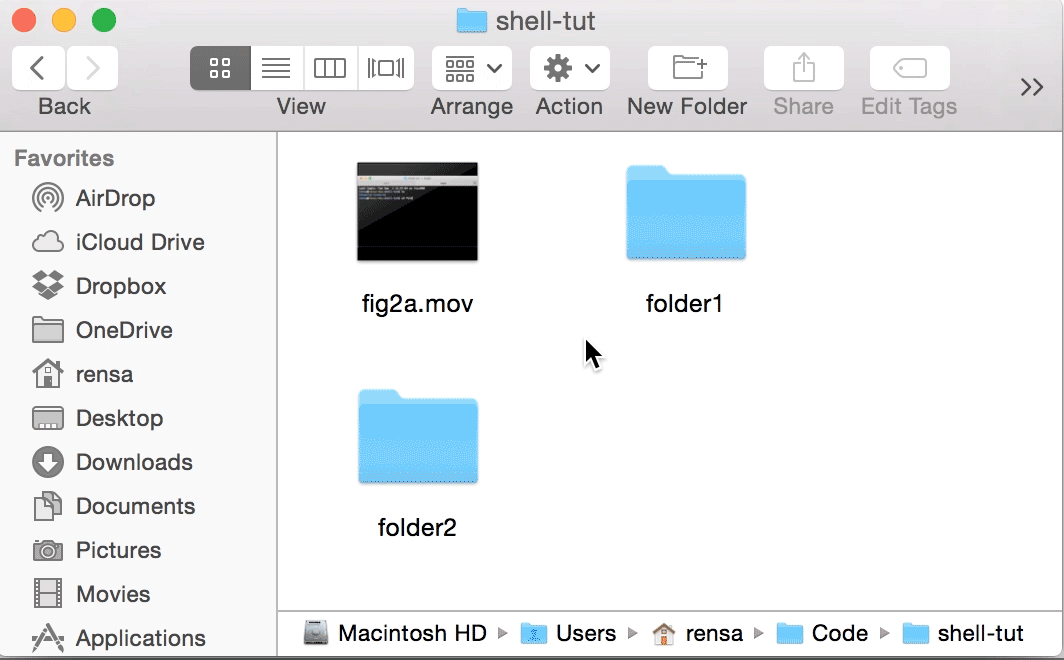 shell-tut
Back
View
Arrange
Action
New Folder
Share
Edit Tags
Favorites
AirDrop
iCloud Drive
Dropbox
OneDrive
rensa
Desktop
Downloads
Documents
Pictures
Movies
Applications
fig2a.mov
folder1
folder2
Macintosh HD Users rensa Code shell-tut